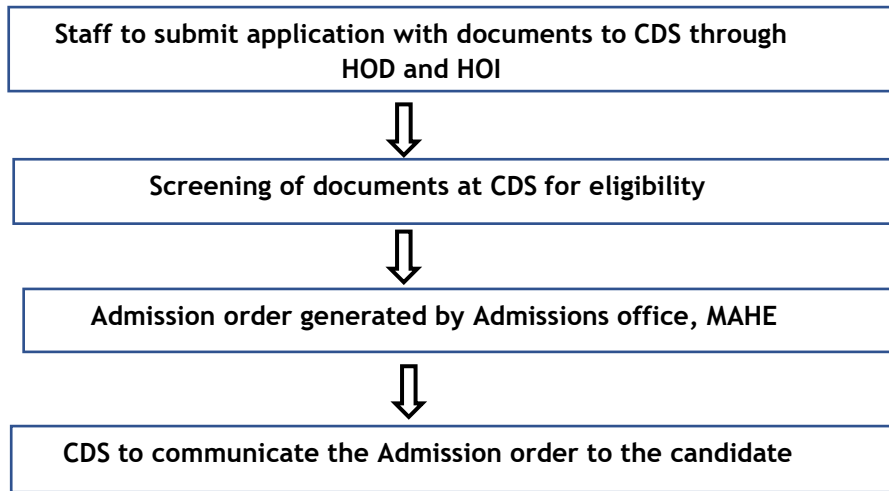 Staff to submit application with documents to CDS through
HOD and HOI
Screening of documents at CDS for eligibility
Admission order generated by Admissions office, MAHE
CDS to communicate the Admission order to the candidate